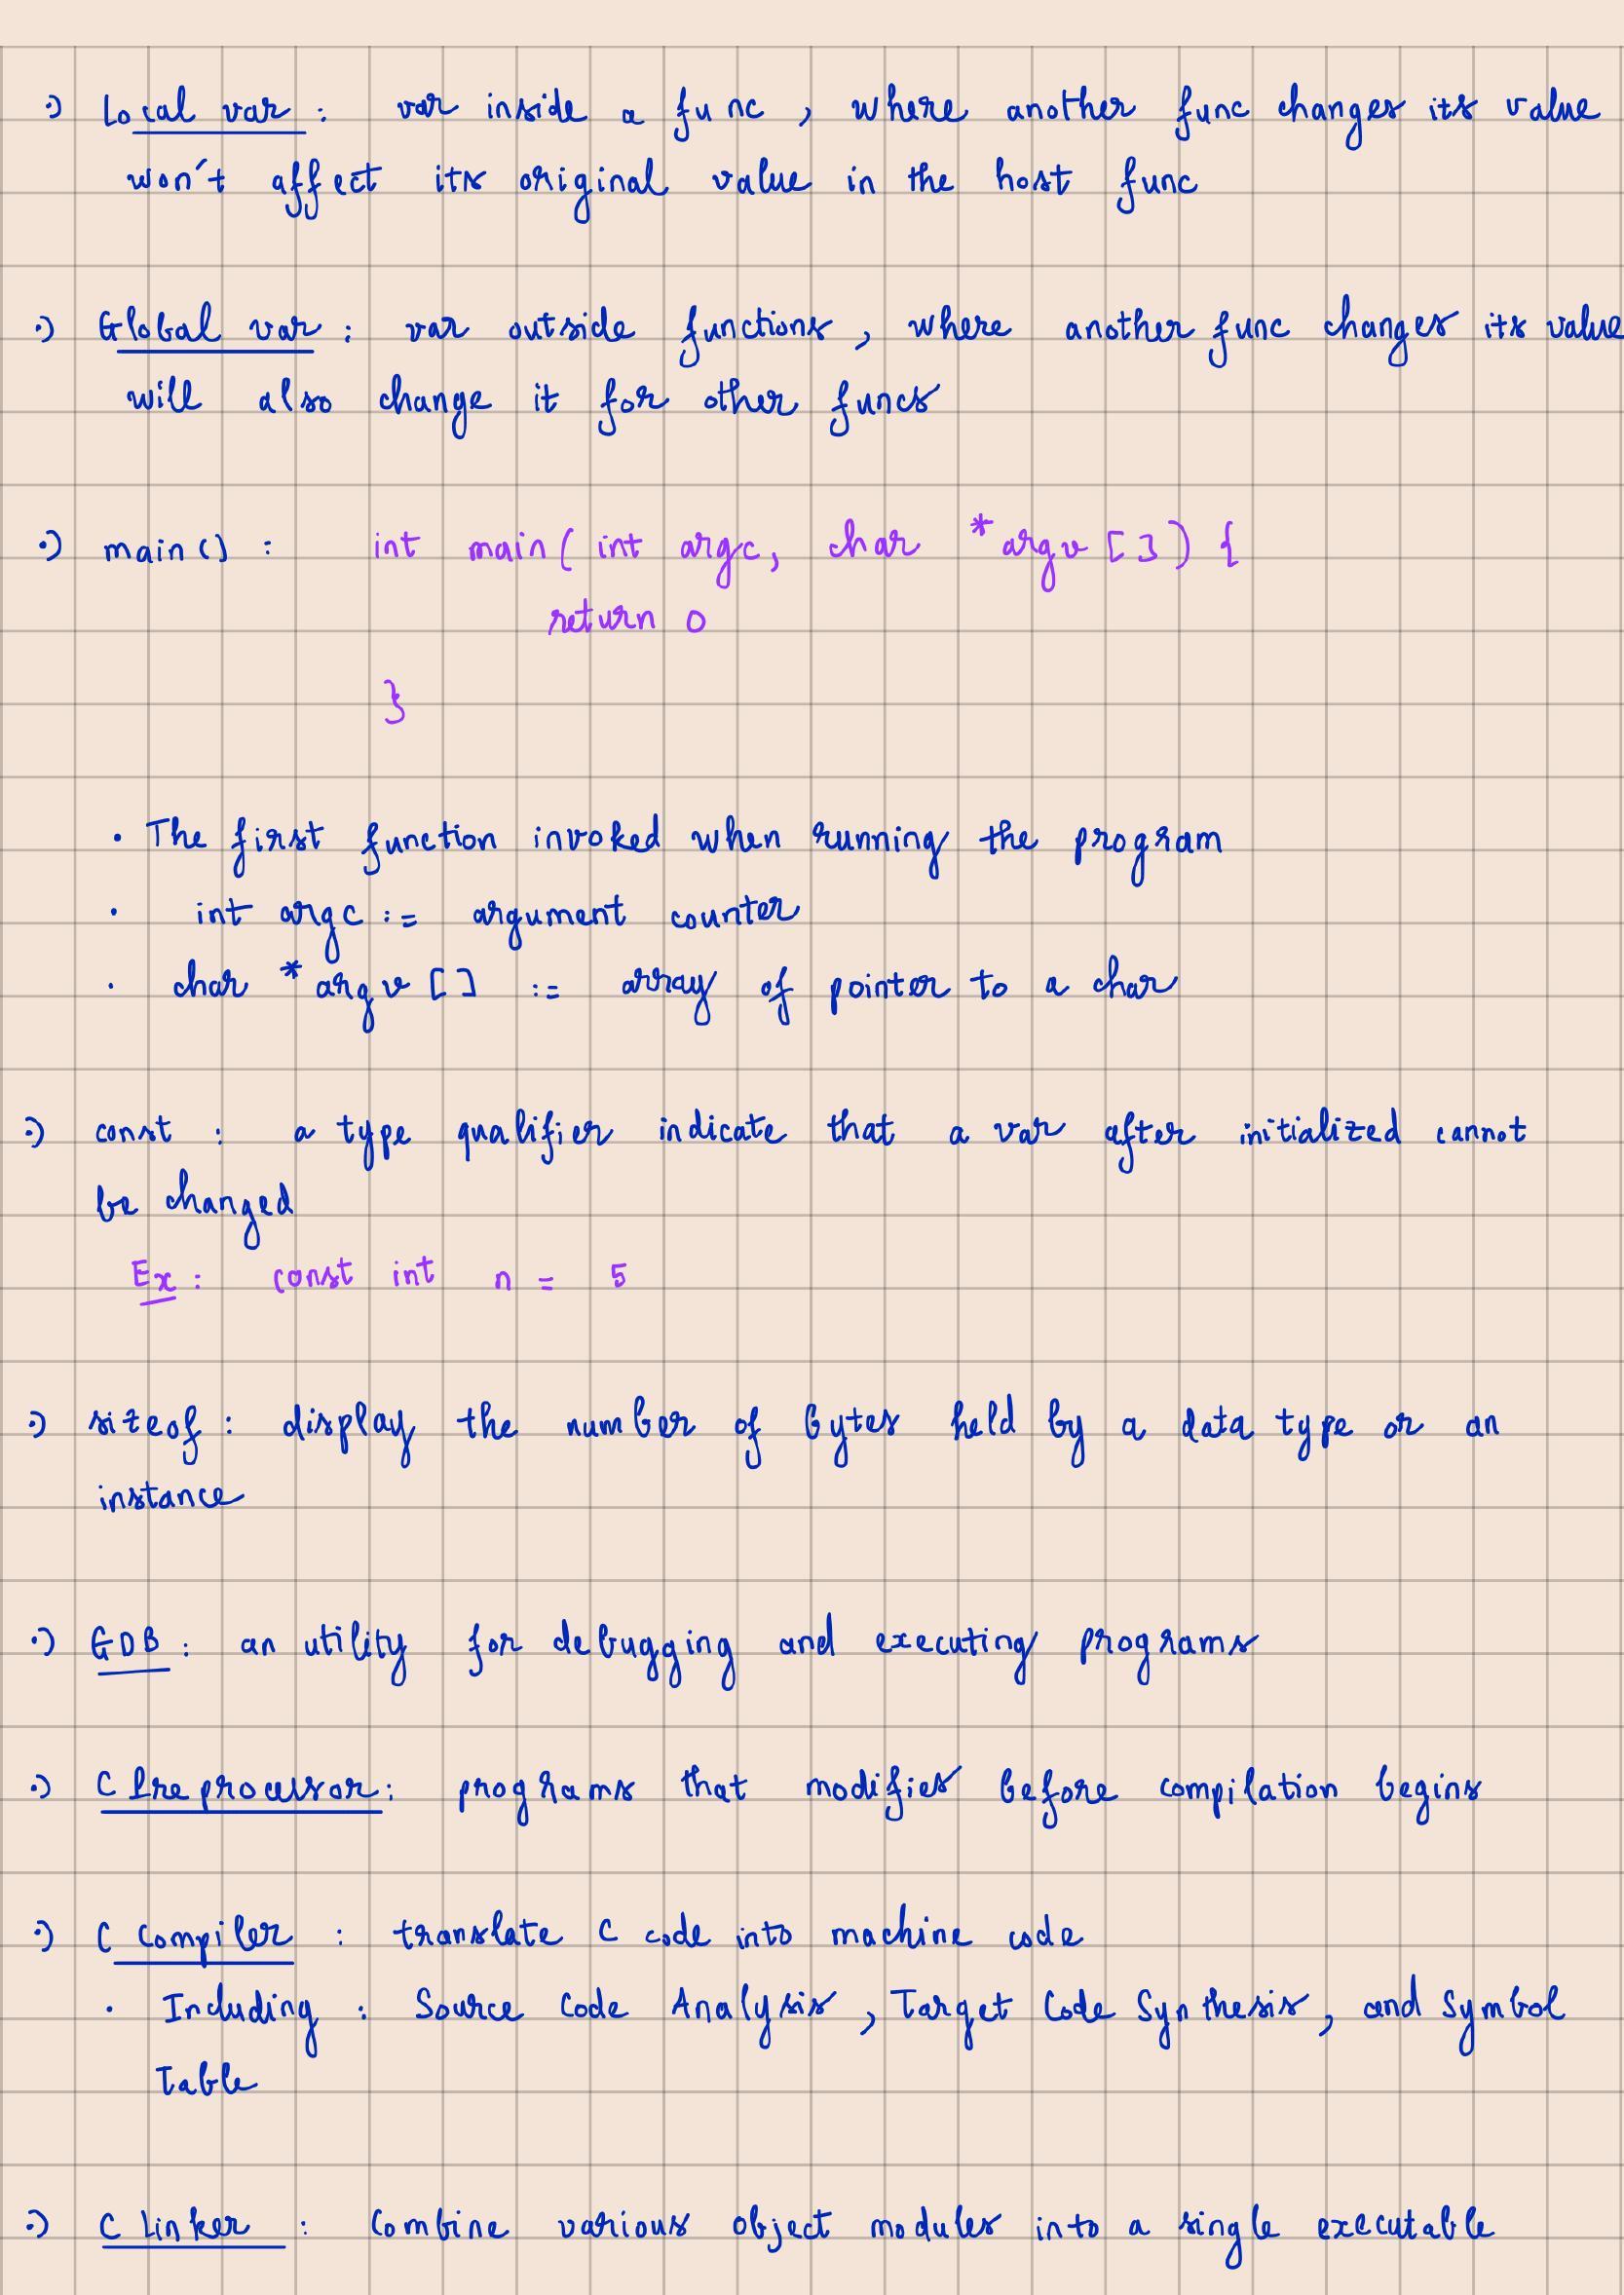 :) Local var : var inside a func , where another func changes its value
won't affect its original value in the host func
:) Global var : var outside functions , where another func changes its value
will also change it for other funcs
:) main() : int main( int argc, char *argv []) {
return 0
}
• The first function invoked when running the program
• int argc := argument counter
• char *argv [] := array of pointer to a char
:) const : a type qualifier indicate that a var after initialized cannot
be changed
Ex : const int n = 5
:) sizeof : display the number of bytes held by a data type or an
instance
:) GDB : an utility for debugging and executing programs
:) C Preprocessor : programs that modifies before compilation begins
:) C Compiler : translate C code into machine code
• Including : Source Code Analysis , Target Code Synthesis , and Symbol
Table
:) C Linker : Combine various object modules into a single executable